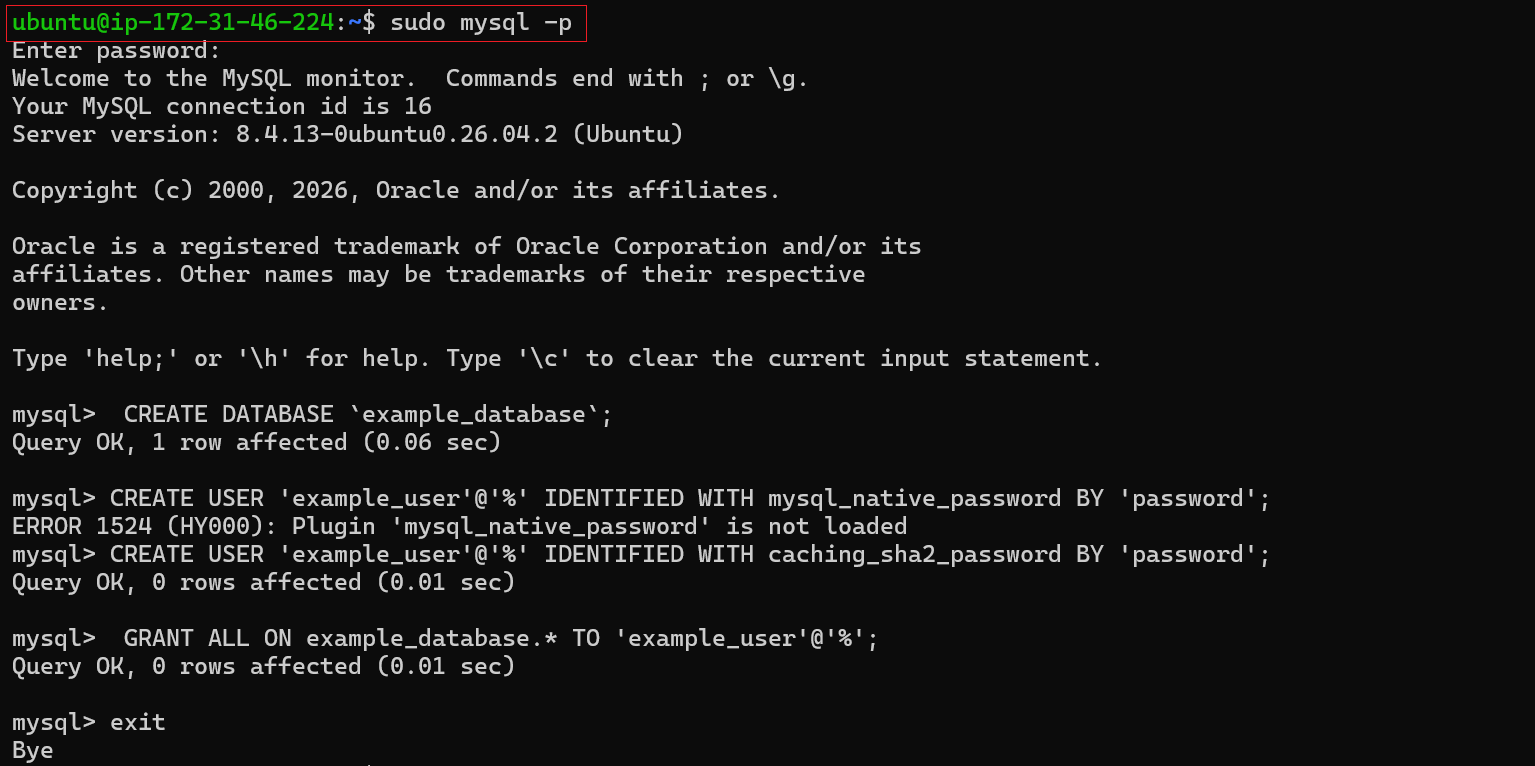 ubuntu@ip-172-31-46-224:~$ sudo mysql -p
Enter password:
Welcome to the MySQL monitor.  Commands end with ; or \g.
Your MySQL connection id is 16
Server version: 8.4.13-0ubuntu0.26.04.2 (Ubuntu)
Copyright (c) 2000, 2026, Oracle and/or its affiliates.
Oracle is a registered trademark of Oracle Corporation and/or its
affiliates. Other names may be trademarks of their respective
owners.
Type 'help;' or '\h' for help. Type '\c' to clear the current input statement.
mysql>  CREATE DATABASE `example_database`;
Query OK, 1 row affected (0.06 sec)
mysql> CREATE USER 'example_user'@'%' IDENTIFIED WITH mysql_native_password BY 'password';
ERROR 1524 (HY000): Plugin 'mysql_native_password' is not loaded
mysql> CREATE USER 'example_user'@'%' IDENTIFIED WITH caching_sha2_password BY 'password';
Query OK, 0 rows affected (0.01 sec)
mysql>  GRANT ALL ON example_database.* TO 'example_user'@'%';
Query OK, 0 rows affected (0.01 sec)
mysql> exit
Bye